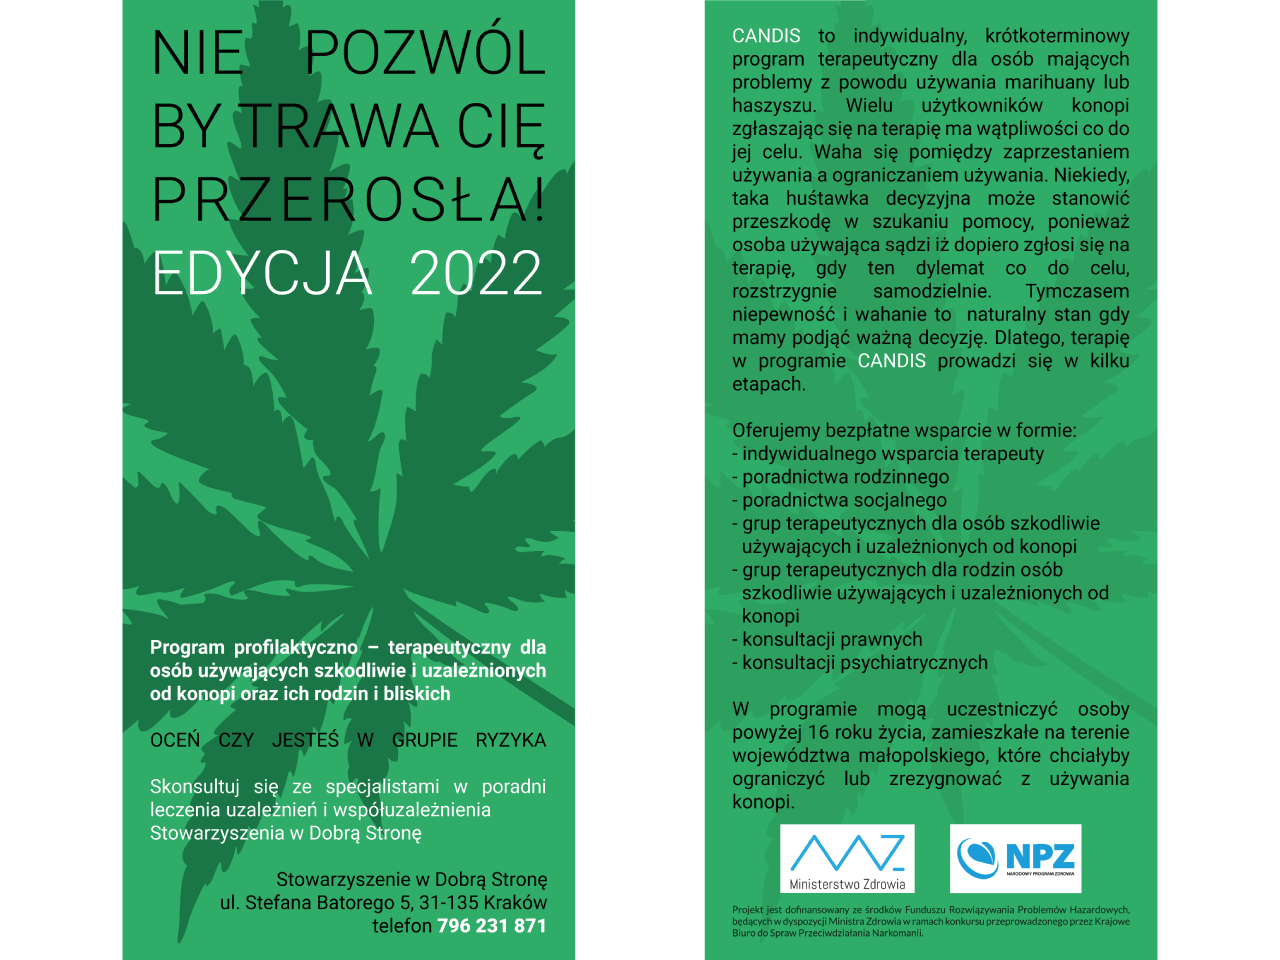 NIE POZWÓL
BY TRAWA CIĘ
PRZEROSŁA!
EDYCJA 2022
Program profilaktyczno – terapeutyczny dla
osób używających szkodliwie i uzależnionych
od konopi oraz ich rodzin i bliskich
OCEŃ CZY JESTEŚ W GRUPIE RYZYKA
Skonsultuj się ze specjalistami w poradni
leczenia uzależnień i współuzależnienia
Stowarzyszenia w Dobrą Stronę
Stowarzyszenie w Dobrą Stronę
ul. Stefana Batorego 5, 31-135 Kraków
telefon 796 231 871
CANDIS to indywidualny, krótkoterminowy
program terapeutyczny dla osób mających
problemy z powodu używania marihuany lub
haszyszu. Wielu użytkowników konopi
zgłaszając się na terapię ma wątpliwości co do
jej celu. Waha się pomiędzy zaprzestaniem
używania a ograniczaniem używania. Niekiedy,
taka huśtawka decyzyjna może stanowić
przeszkodę w szukaniu pomocy, ponieważ
osoba używająca sądzi iż dopiero zgłosi się na
terapię, gdy ten dylemat co do celu,
rozstrzygnie samodzielnie. Tymczasem
niepewność i wahanie to naturalny stan gdy
mamy podjąć ważną decyzję. Dlatego, terapię
w programie CANDIS prowadzi się w kilku
etapach.
Oferujemy bezpłatne wsparcie w formie:
- indywidualnego wsparcia terapeuty
- poradnictwa rodzinnego
- poradnictwa socjalnego
- grup terapeutycznych dla osób szkodliwie
używających i uzależnionych od konopi
- grup terapeutycznych dla rodzin osób
szkodliwie używających i uzależnionych od
konopi
- konsultacji prawnych
- konsultacji psychiatrycznych
W programie mogą uczestniczyć osoby
powyżej 16 roku życia, zamieszkałe na terenie
województwa małopolskiego, które chciałyby
ograniczyć lub zrezygnować z używania
konopi.
Ministerstwo Zdrowia
NPZ
NARODOWY PROGRAM ZDROWIA
Projekt jest dofinansowany ze środków Funduszu Rozwiązywania Problemów Hazardowych,
będących w dyspozycji Ministra Zdrowia w ramach konkursu przeprowadzonego przez Krajowe
Biuro do Spraw Przeciwdziałania Narkomanii.